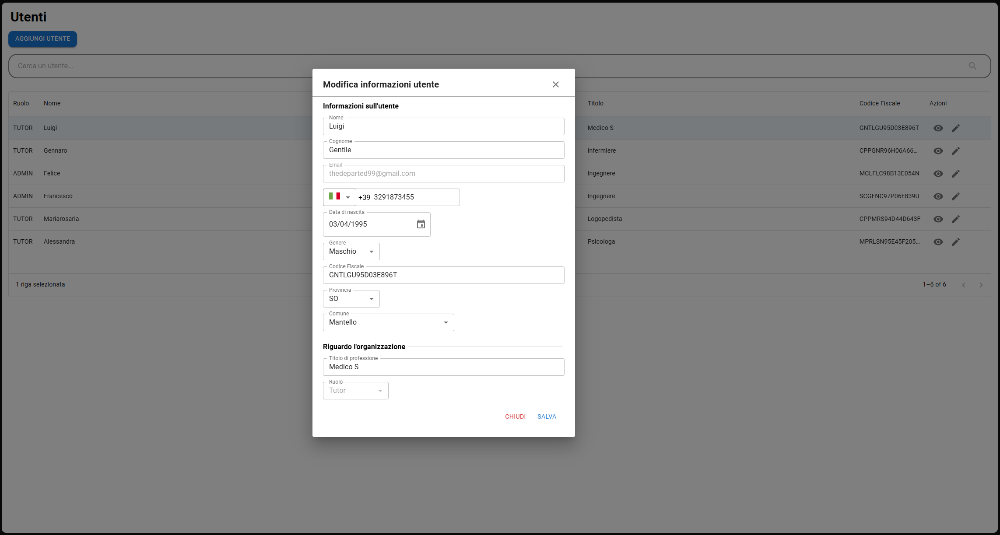 Utenti
AGGIUNGI UTENTE
Cerca un utente...
Ruolo Nome Titolo Codice Fiscale Azioni
TUTOR Luigi Medico S GNTLGU95D03E896T
TUTOR Gennaro Infermiere CPPGNR96H06A66...
ADMIN Felice Ingegnere MCLFLC98B13E054N
ADMIN Francesco Ingegnere SCGFNC97P06F839U
TUTOR Mariarosaria Logopedista CPPMRS94D44D643F
TUTOR Alessandra Psicologa MPRLSN95E45F205...
1 riga selezionata 1–6 of 6
Modifica informazioni utente
Informazioni sull'utente
Nome
Luigi
Cognome
Gentile
Email
thedeparted99@gmail.com
+39 3291873455
Data di nascita
03/04/1995
Genere
Maschio
Codice Fiscale
GNTLGU95D03E896T
Provincia
SO
Comune
Mantello
Riguardo l'organizzazione
Titolo di professione
Medico S
Ruolo
Tutor
CHIUDI SALVA